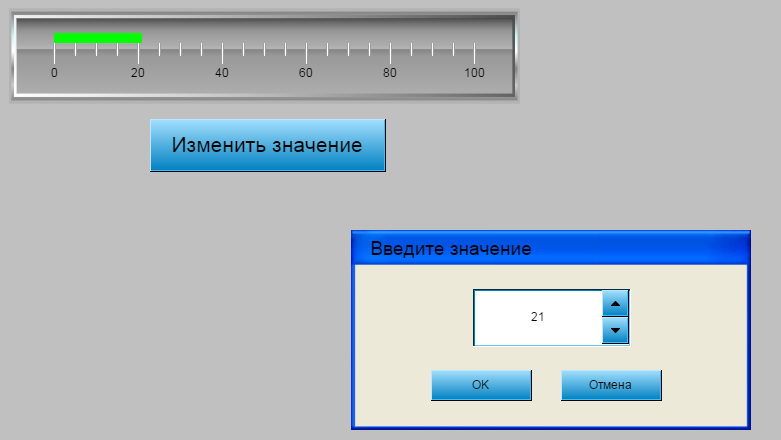 0 20 40 60 80 100
Изменить значение
Введите значение
21
OK Отмена